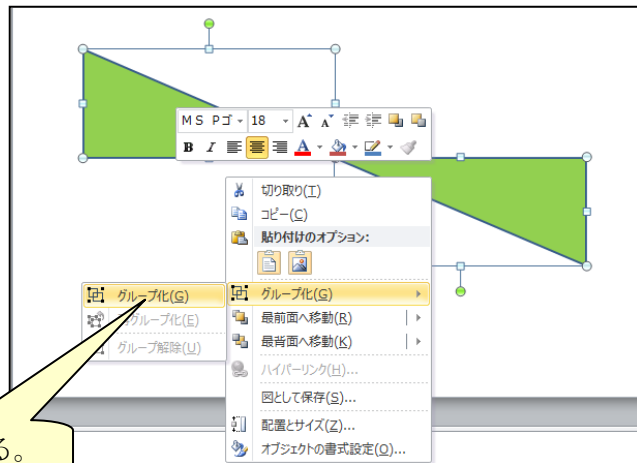 ＭＳ Ｐゴ 18
B I A
切り取り(T)
コピー(C)
貼り付けのオプション:
グループ化(G)
最前面へ移動(R)
最背面へ移動(K)
ハイパーリンク(H)...
図として保存(S)...
配置とサイズ(Z)...
オブジェクトの書式設定(O)...
グループ化(G)
グループ化(E)
グループ解除(U)
る。